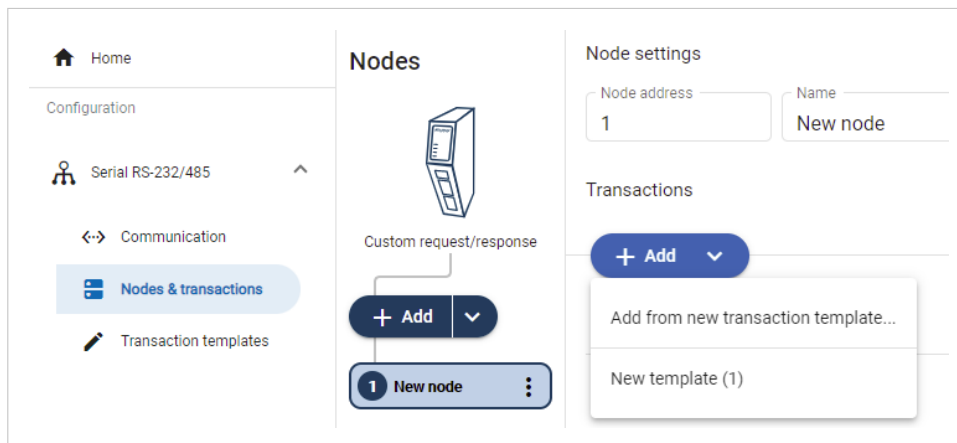 Home
Configuration
Serial RS-232/485
Communication
Nodes & transactions
Transaction templates
Nodes
Custom request/response
Add
1 New node
Node settings
Node address
1
Name
New node
Transactions
Add
Add from new transaction template...
New template (1)